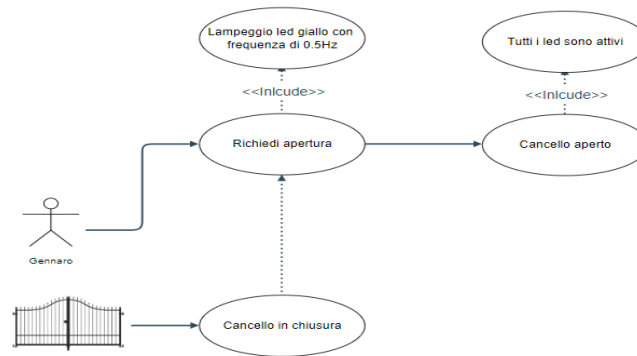 Lampeggio led giallo con
frequenza di 0.5Hz
Tutti i led sono attivi
<<Inlcude>>
<<Inlcude>>
Richiedi apertura
Cancello aperto
Gennaro
Cancello in chiusura